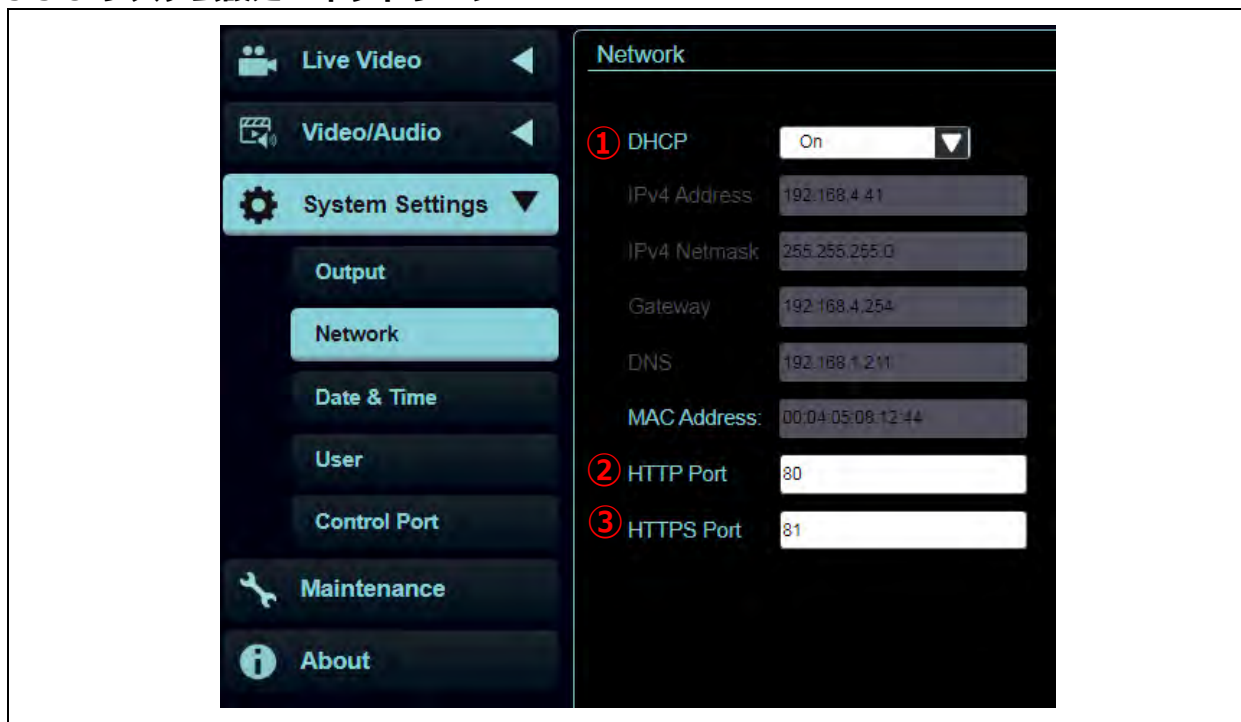 Live Video
Video/Audio
System Settings
Output
Network
Date & Time
User
Control Port
Maintenance
About
Network
① DHCP On
IPv4 Address 192.168.4.41
IPv4 Netmask 255.255.255.0
Gateway 192.168.4.254
DNS 192.168.1.211
MAC Address: 00:04:05:08:12:44
② HTTP Port 80
③ HTTPS Port 81